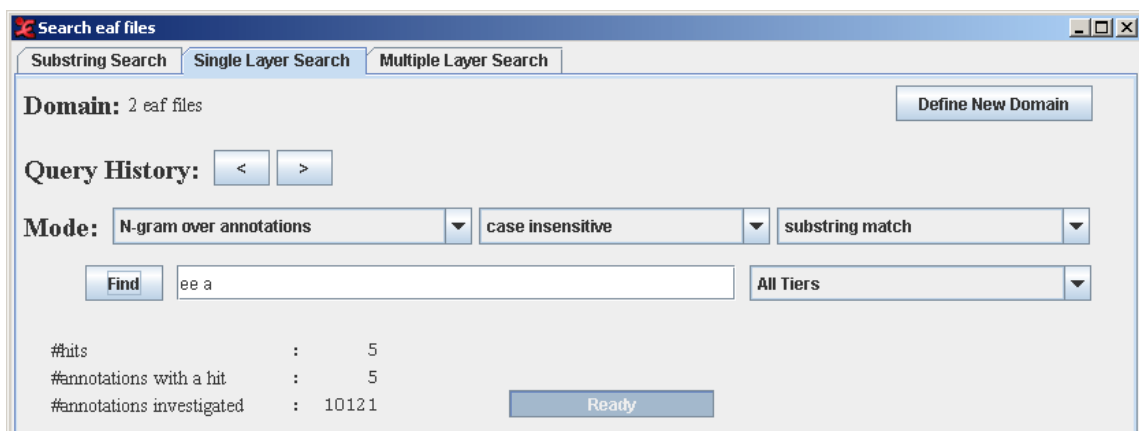 Search eaf files
Substring Search Single Layer Search Multiple Layer Search
Domain: 2 eaf files Define New Domain
Query History: < >
Mode: N-gram over annotations case insensitive substring match
Find ee a All Tiers
#hits : 5
#annotations with a hit : 5
#annotations investigated : 10121 Ready